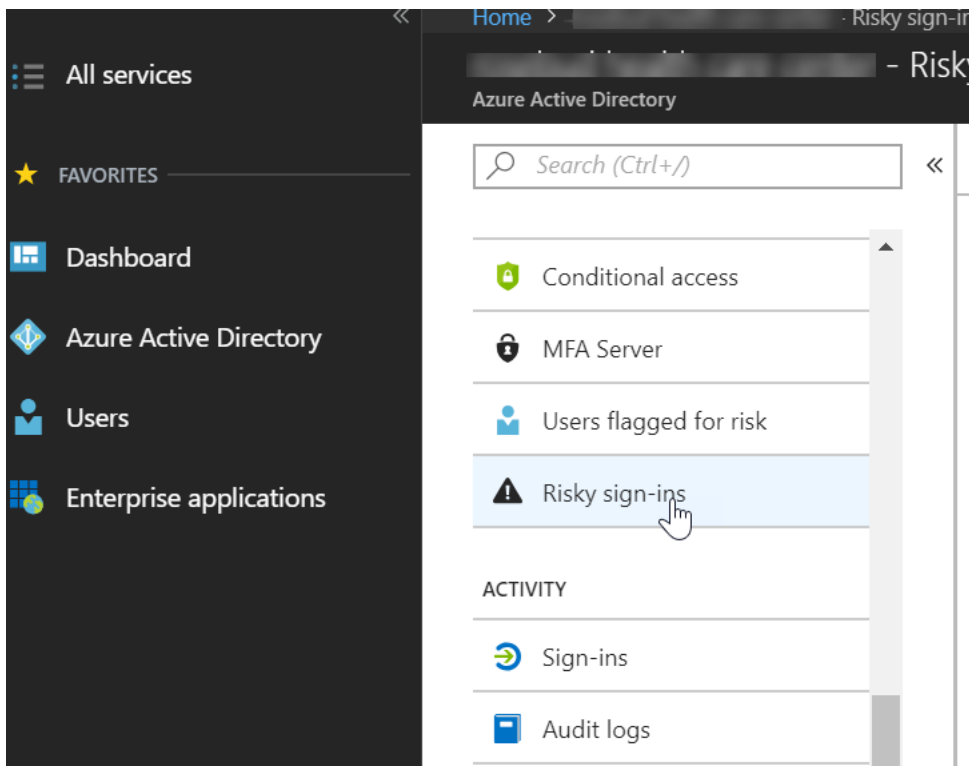 Home > · Risky sign-in
- Risky
Azure Active Directory
All services
FAVORITES
Dashboard
Azure Active Directory
Users
Enterprise applications
Search (Ctrl+/)
Conditional access
MFA Server
Users flagged for risk
Risky sign-ins
ACTIVITY
Sign-ins
Audit logs